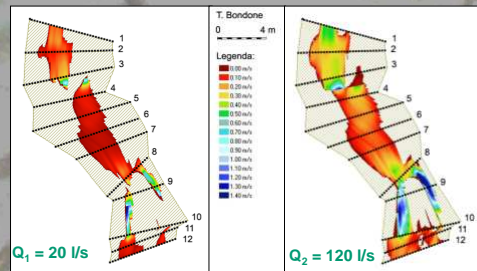 1
2
3
4
5
6
7
8
9
10
11
12
Q₁ = 20 l/s
T. Bondone
0 4 m
Legenda:
0.00 m/s
0.10 m/s
0.20 m/s
0.30 m/s
0.40 m/s
0.50 m/s
0.60 m/s
0.70 m/s
0.80 m/s
0.90 m/s
1.00 m/s
1.10 m/s
1.20 m/s
1.30 m/s
1.40 m/s
1
2
3
4
5
6
7
8
9
10
11
12
Q₂ = 120 l/s